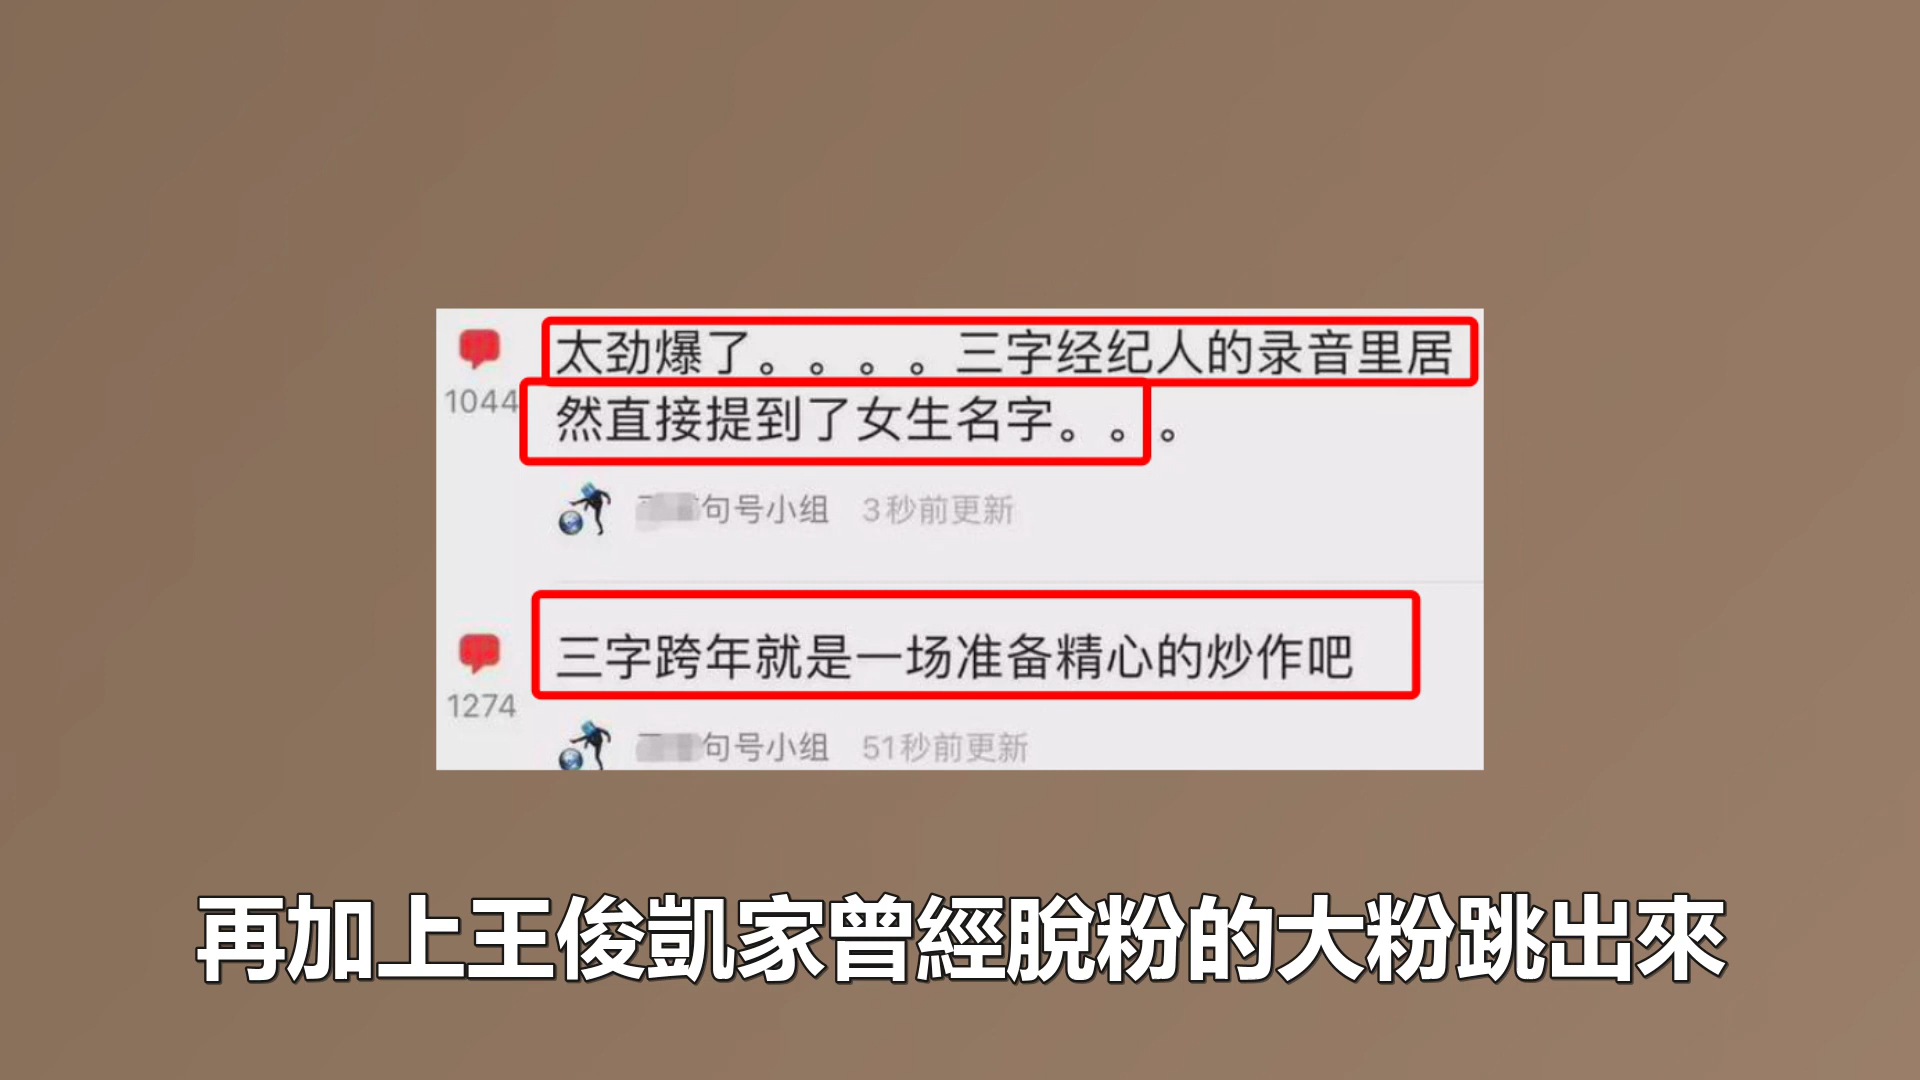 太劲爆了。。。。三字经纪人的录音里居
1044
然直接提到了女生名字。。。
句号小组 3秒前更新
三字跨年就是一场准备精心的炒作吧
1274
句号小组 51秒前更新
再加上王俊凱家曾經脫粉的大粉跳出來